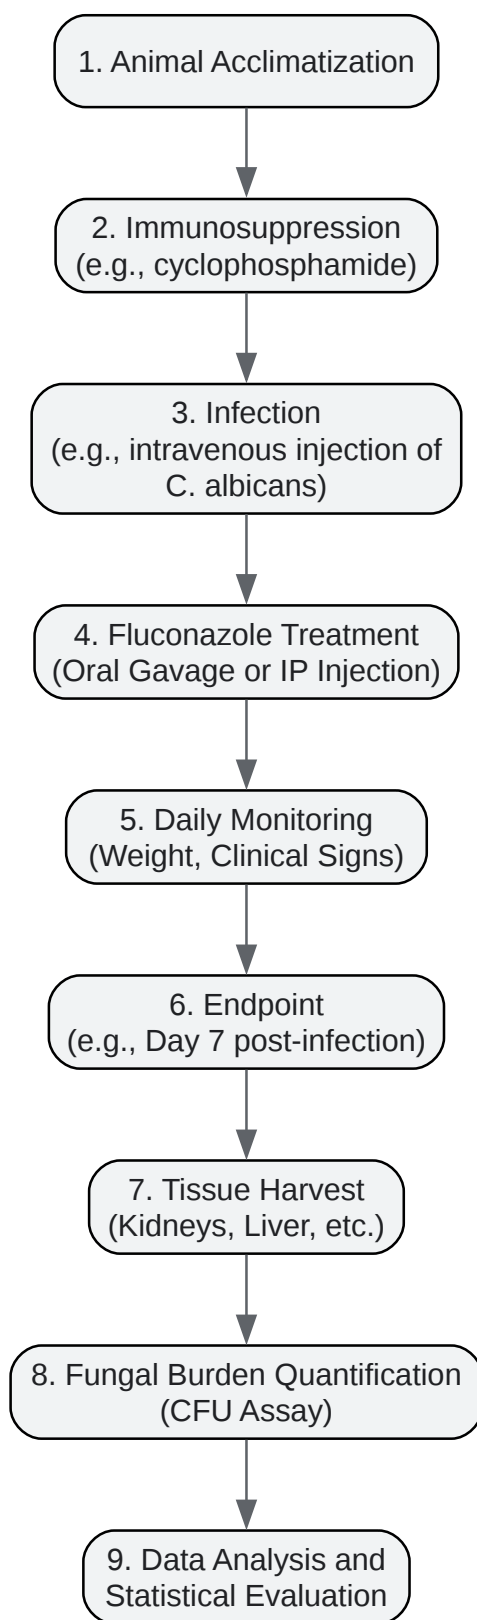 1. Animal Acclimatization
2. Immunosuppression
(e.g., cyclophosphamide)
3. Infection
(e.g., intravenous injection of
C. albicans)
4. Fluconazole Treatment
(Oral Gavage or IP Injection)
5. Daily Monitoring
(Weight, Clinical Signs)
6. Endpoint
(e.g., Day 7 post-infection)
7. Tissue Harvest
(Kidneys, Liver, etc.)
8. Fungal Burden Quantification
(CFU Assay)
9. Data Analysis and
Statistical Evaluation